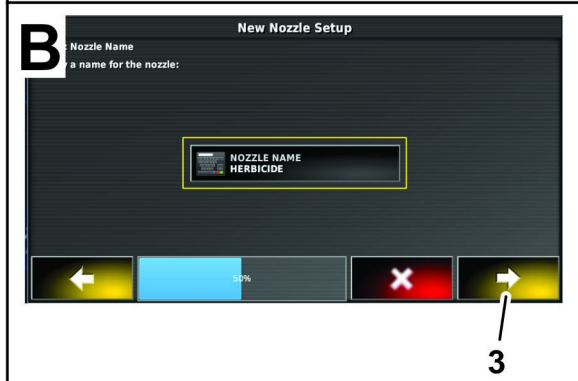 B
New Nozzle Setup
: Nozzle Name
a name for the nozzle:
NOZZLE NAME
HERBICIDE
50%
3